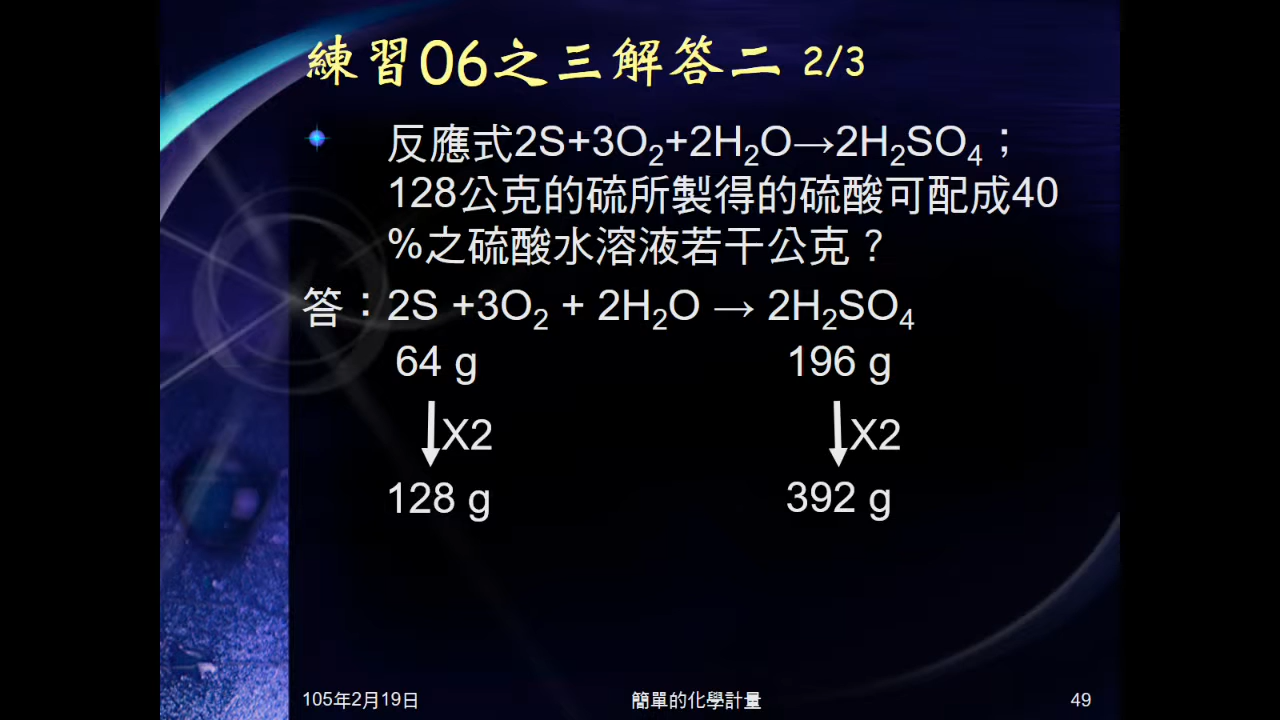 練習06之三解答二 2/3
反應式2S+3O₂+2H₂O→2H₂SO₄；
128公克的硫所製得的硫酸可配成40
%之硫酸水溶液若干公克？
答：2S +3O₂ + 2H₂O → 2H₂SO₄
64 g 196 g
X2 X2
128 g 392 g
105年2月19日 簡單的化學計量 49